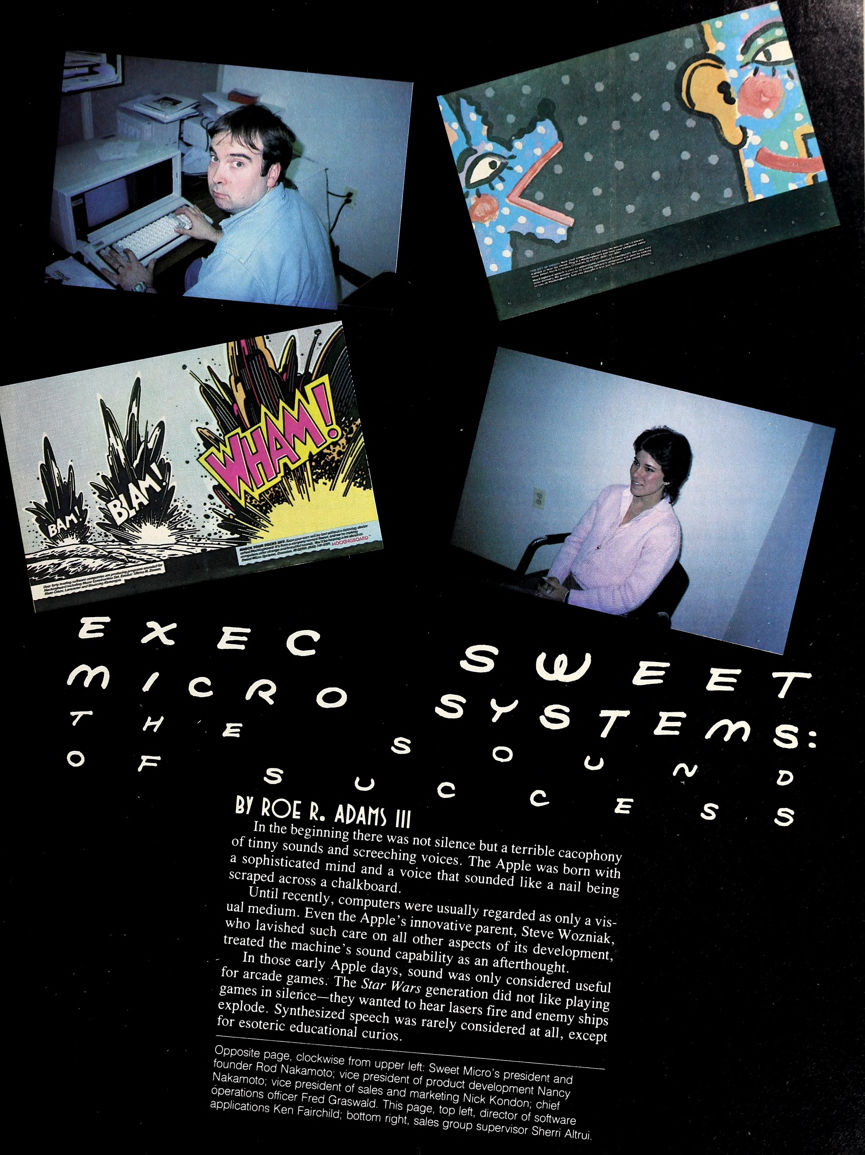 BAM!
BLAM!
WHAM!
MOCKINGBOARD™
EXEC SWEET
MICRO SYSTEMS:
THE SOUND
OF SUCCESS
BY ROE R. ADAMS III
In the beginning there was not silence but a terrible cacophony
of tinny sounds and screeching voices. The Apple was born with
a sophisticated mind and a voice that sounded like a nail being
scraped across a chalkboard.
Until recently, computers were usually regarded as only a vis-
ual medium. Even the Apple's innovative parent, Steve Wozniak,
who lavished such care on all other aspects of its development,
treated the machine's sound capability as an afterthought.
In those early Apple days, sound was only considered useful
for arcade games. The Star Wars generation did not like playing
games in silence—they wanted to hear lasers fire and enemy ships
explode. Synthesized speech was rarely considered at all, except
for esoteric educational curios.
Opposite page, clockwise from upper left: Sweet Micro's president and
founder Rod Nakamoto; vice president of product development Nancy
Nakamoto; vice president of sales and marketing Nick Kondon; chief
operations officer Fred Graswald. This page, top left, director of software
applications Ken Fairchild; bottom right, sales group supervisor Sherri Altrui.